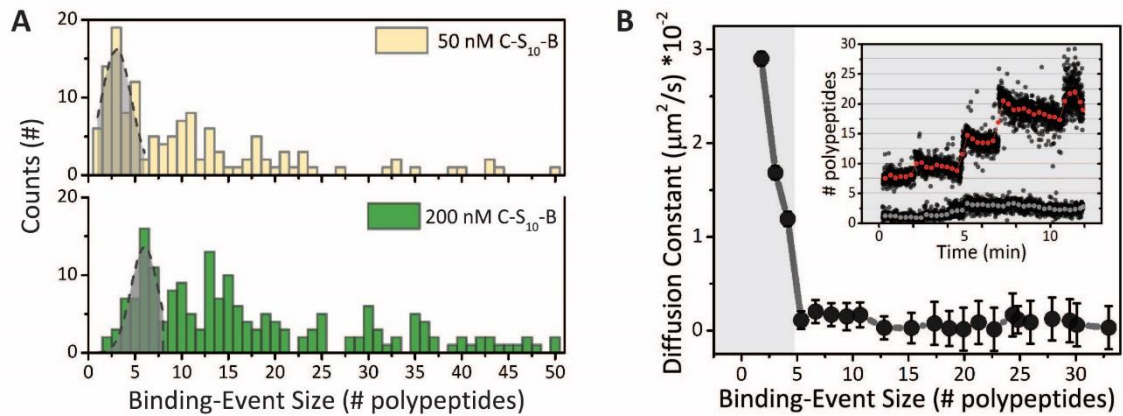 A
20
10
0
50 nM C-S10-B
Counts (#)
20
10
0
200 nM C-S10-B
0 5 10 15 20 25 30 35 40 45 50
Binding-Event Size (# polypeptides)
B
Diffusion Constant (µm²/s) *10⁻²
3
2
1
0
0 5 10 15 20 25 30
Binding-Event Size (# polypeptides)
# polypeptides
30
25
20
15
10
5
0
0 5 10
Time (min)